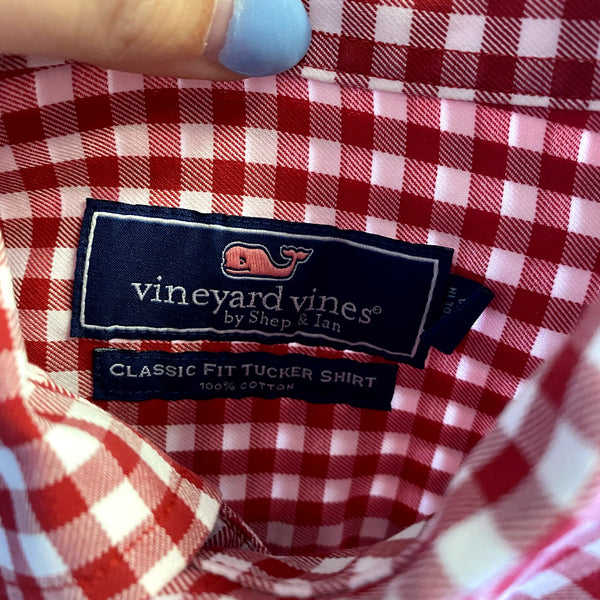 vineyard vines©
by Shep & Ian
CLASSIC FIT TUCKER SHIRT
100% COTTON